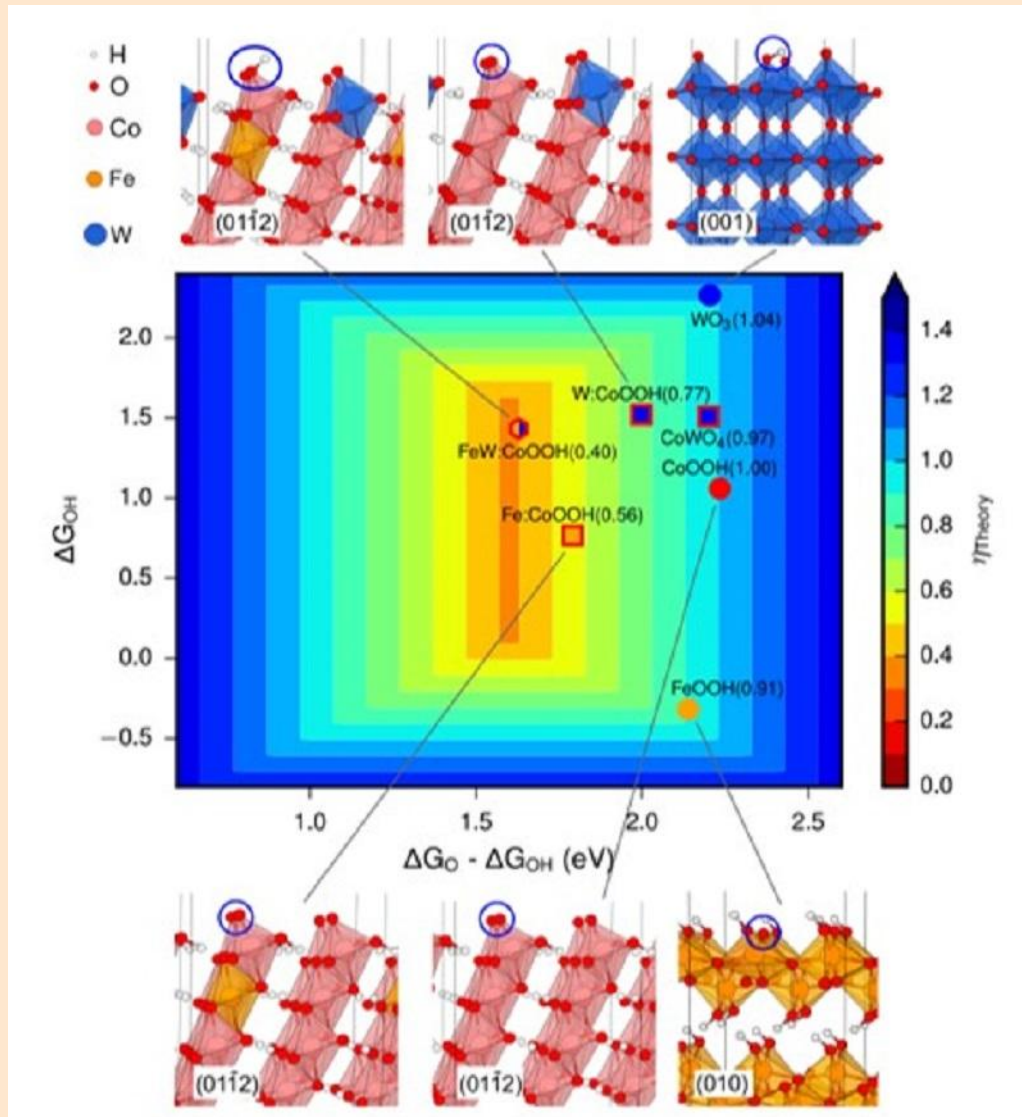 H
O
Co
Fe
W
(011̄2)
(011̄2)
(001)
2.0
1.5
1.0
0.5
0.0
−0.5
ΔG_OH
WO₃(1.04)
W:CoOOH(0.77)
CoWO₄(0.97)
FeW:CoOOH(0.40)
CoOOH(1.00)
Fe:CoOOH(0.56)
FeOOH(0.91)
1.4
1.2
1.0
0.8
0.6
0.4
0.2
0.0
η_Theory
1.0 1.5 2.0 2.5
ΔG_O - ΔG_OH (eV)
(011̄2)
(011̄2)
(010)